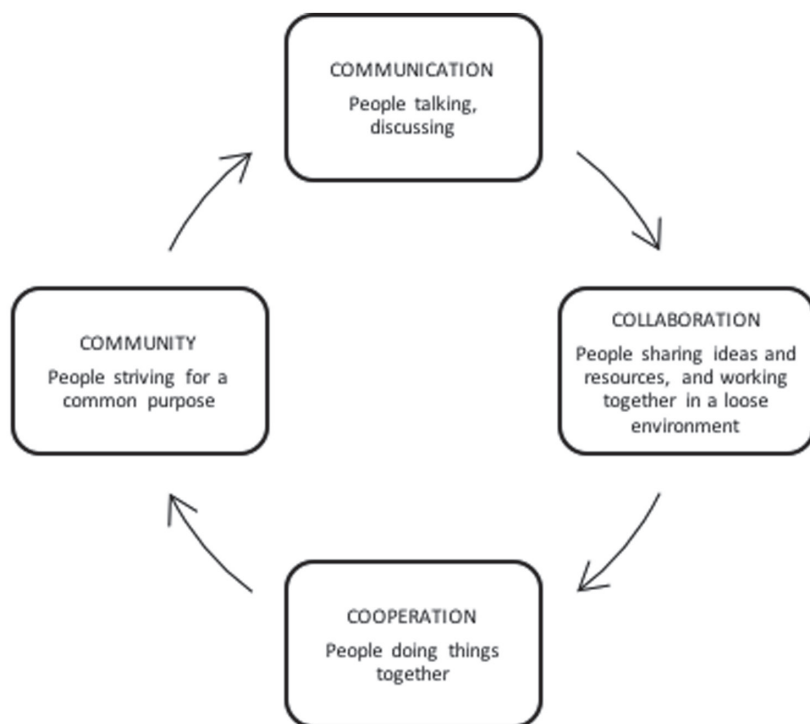 COMMUNICATION
People talking,
discussing
COLLABORATION
People sharing ideas and
resources, and working
together in a loose
environment
COOPERATION
People doing things
together
COMMUNITY
People striving for a
common purpose